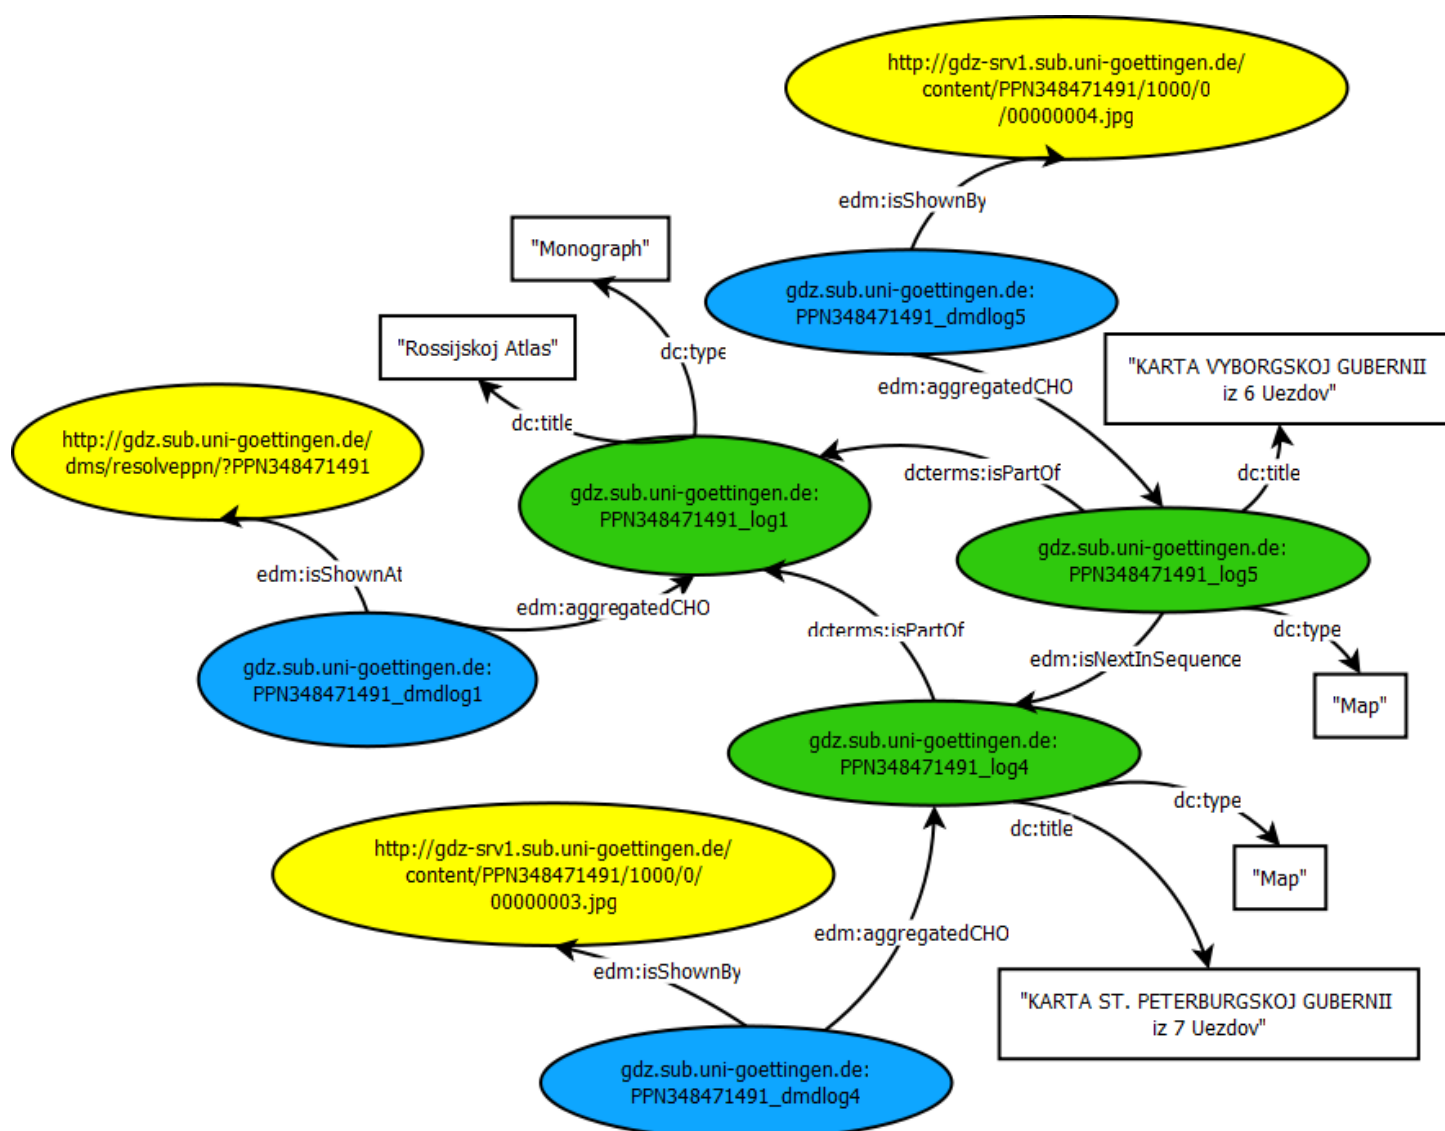 http://gdz-srv1.sub.uni-goettingen.de/
content/PPN348471491/1000/0
/00000004.jpg
edm:isShownBy
"Monograph"
gdz.sub.uni-goettingen.de:
PPN348471491_dmdlog5
"Rossijskoj Atlas"
dc:type
"KARTA VYBORGSKOJ GUBERNII
iz 6 Uezdov"
edm:aggregatedCHO
dc:title
http://gdz.sub.uni-goettingen.de/
dms/resolveppn/?PPN348471491
dcterms:isPartOf
dc:title
gdz.sub.uni-goettingen.de:
PPN348471491_log1
gdz.sub.uni-goettingen.de:
PPN348471491_log5
edm:isShownAt
edm:aggregatedCHO
dcterms:isPartOf
dc:type
edm:isNextInSequence
gdz.sub.uni-goettingen.de:
PPN348471491_dmdlog1
"Map"
gdz.sub.uni-goettingen.de:
PPN348471491_log4
dc:type
dc:title
http://gdz-srv1.sub.uni-goettingen.de/
content/PPN348471491/1000/0/
00000003.jpg
"Map"
edm:aggregatedCHO
edm:isShownBy
"KARTA ST. PETERBURGSKOJ GUBERNII
iz 7 Uezdov"
gdz.sub.uni-goettingen.de:
PPN348471491_dmdlog4